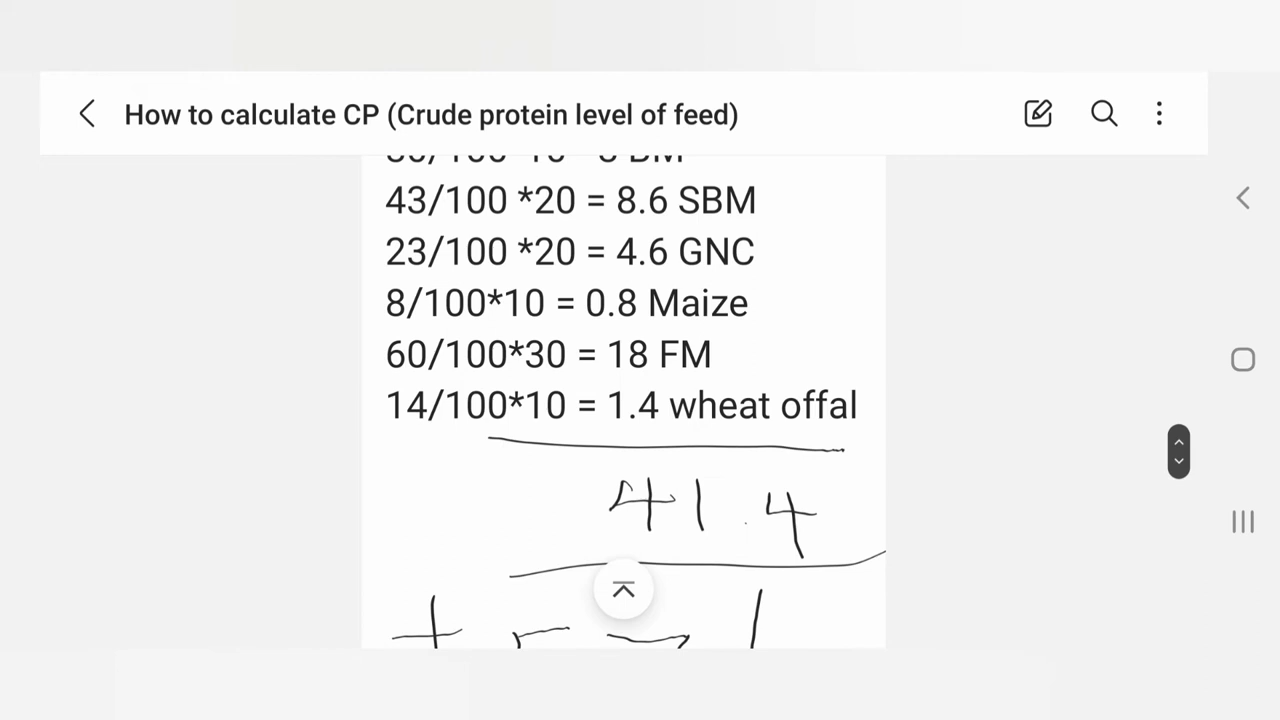 How to calculate CP (Crude protein level of feed)
43/100 *20 = 8.6 SBM
23/100 *20 = 4.6 GNC
8/100*10 = 0.8 Maize
60/100*30 = 18 FM
14/100*10 = 1.4 wheat offal
41.4